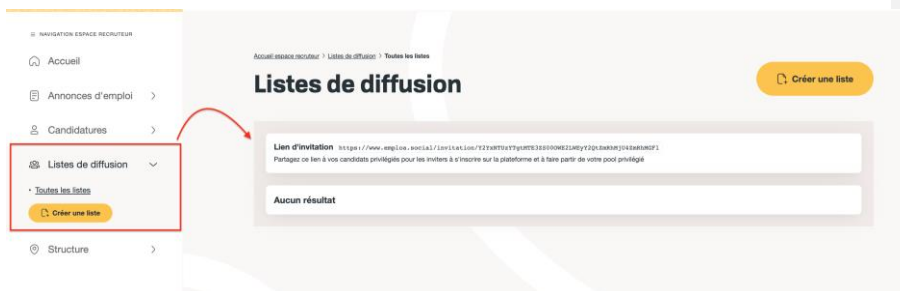 NAVIGATION ESPACE RECRUTEUR
Accueil
Annonces d'emploi
Candidatures
Listes de diffusion
Toutes les listes
Créer une liste
Structure
Accueil espace recruteur > Listes de diffusion > Toutes les listes
Listes de diffusion
Créer une liste
Lien d'invitation
Partagez ce lien à vos candidats privilégiés pour les inviter à s'inscrire sur la plateforme et à faire partir de votre pool privilégié
Aucun résultat